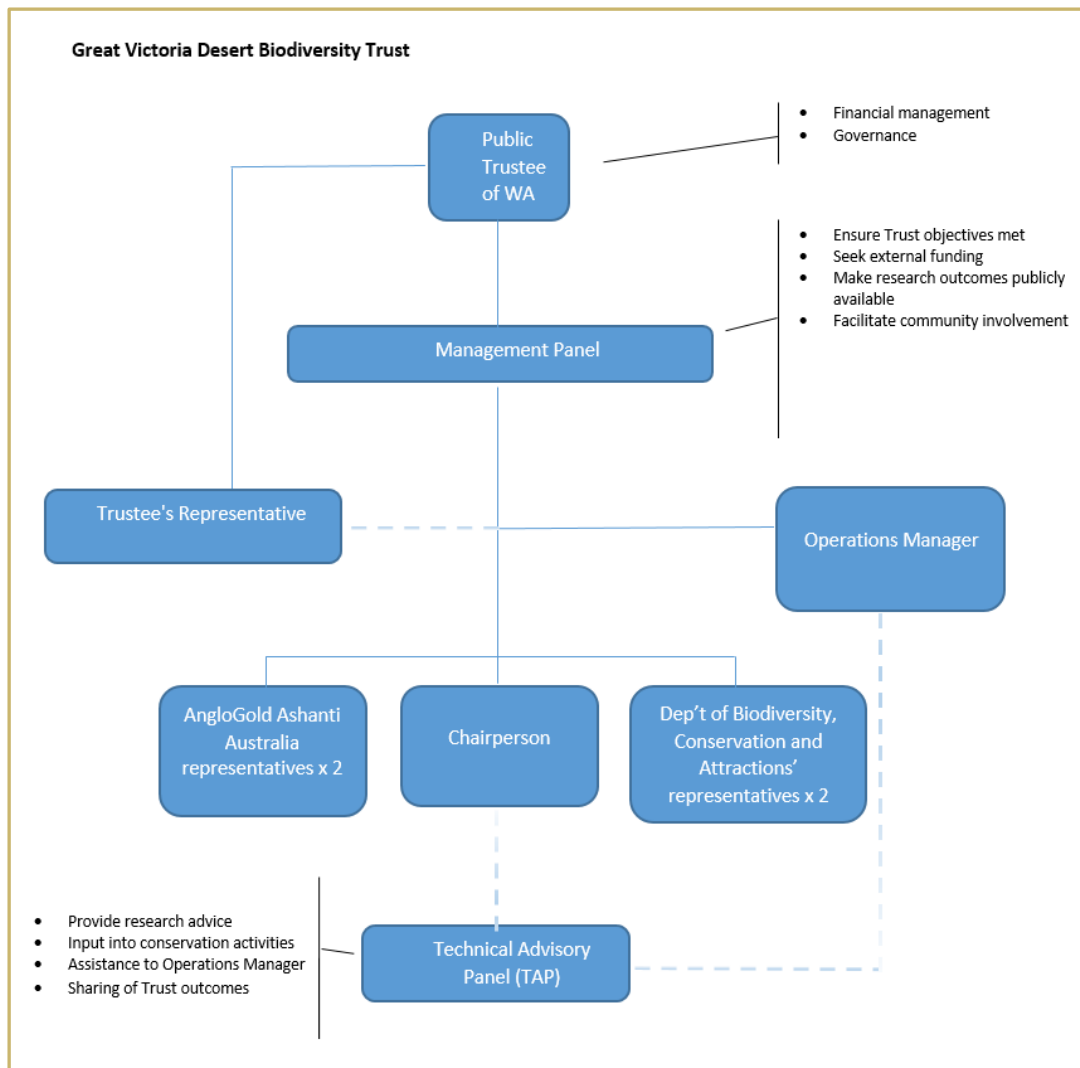 Great Victoria Desert Biodiversity Trust
Public
Trustee
of WA
• Financial management
• Governance
• Ensure Trust objectives met
• Seek external funding
• Make research outcomes publicly
available
• Facilitate community involvement
Management Panel
Trustee's Representative
Operations Manager
AngloGold Ashanti
Australia
representatives x 2
Chairperson
Dep’t of Biodiversity,
Conservation and
Attractions’
representatives x 2
• Provide research advice
• Input into conservation activities
• Assistance to Operations Manager
• Sharing of Trust outcomes
Technical Advisory
Panel (TAP)